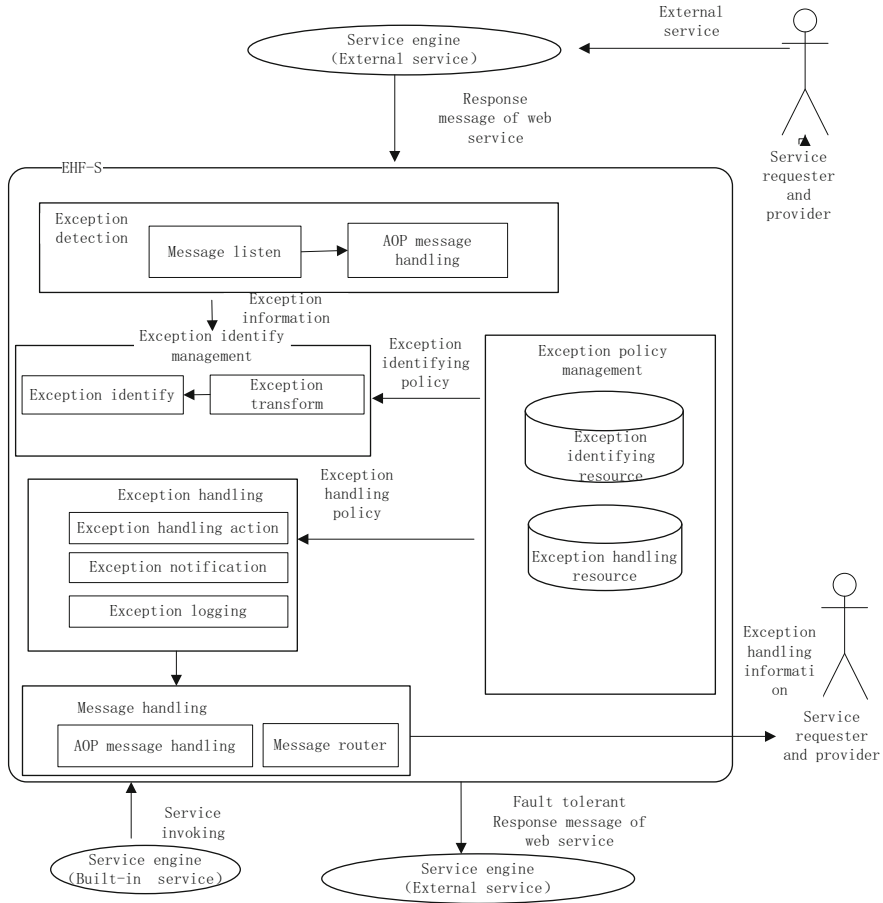 External
service
Service engine
(External service)
Response
message of web
service
Service
requester
and
provider
EHF-S
Exception
detection
Message listen
AOP message
handling
Exception
information
Exception identify
management
Exception identify
Exception
transform
Exception
identifying
policy
Exception policy
management
Exception
identifying
resource
Exception handling
resource
Exception
handling
policy
Exception handling
Exception handling action
Exception notification
Exception logging
Message handling
AOP message handling
Message router
Exception
handling
informati
on
Service
requester
and provider
Service
invoking
Service engine
(Built-in service)
Fault tolerant
Response message of
web service
Service engine
(External service)